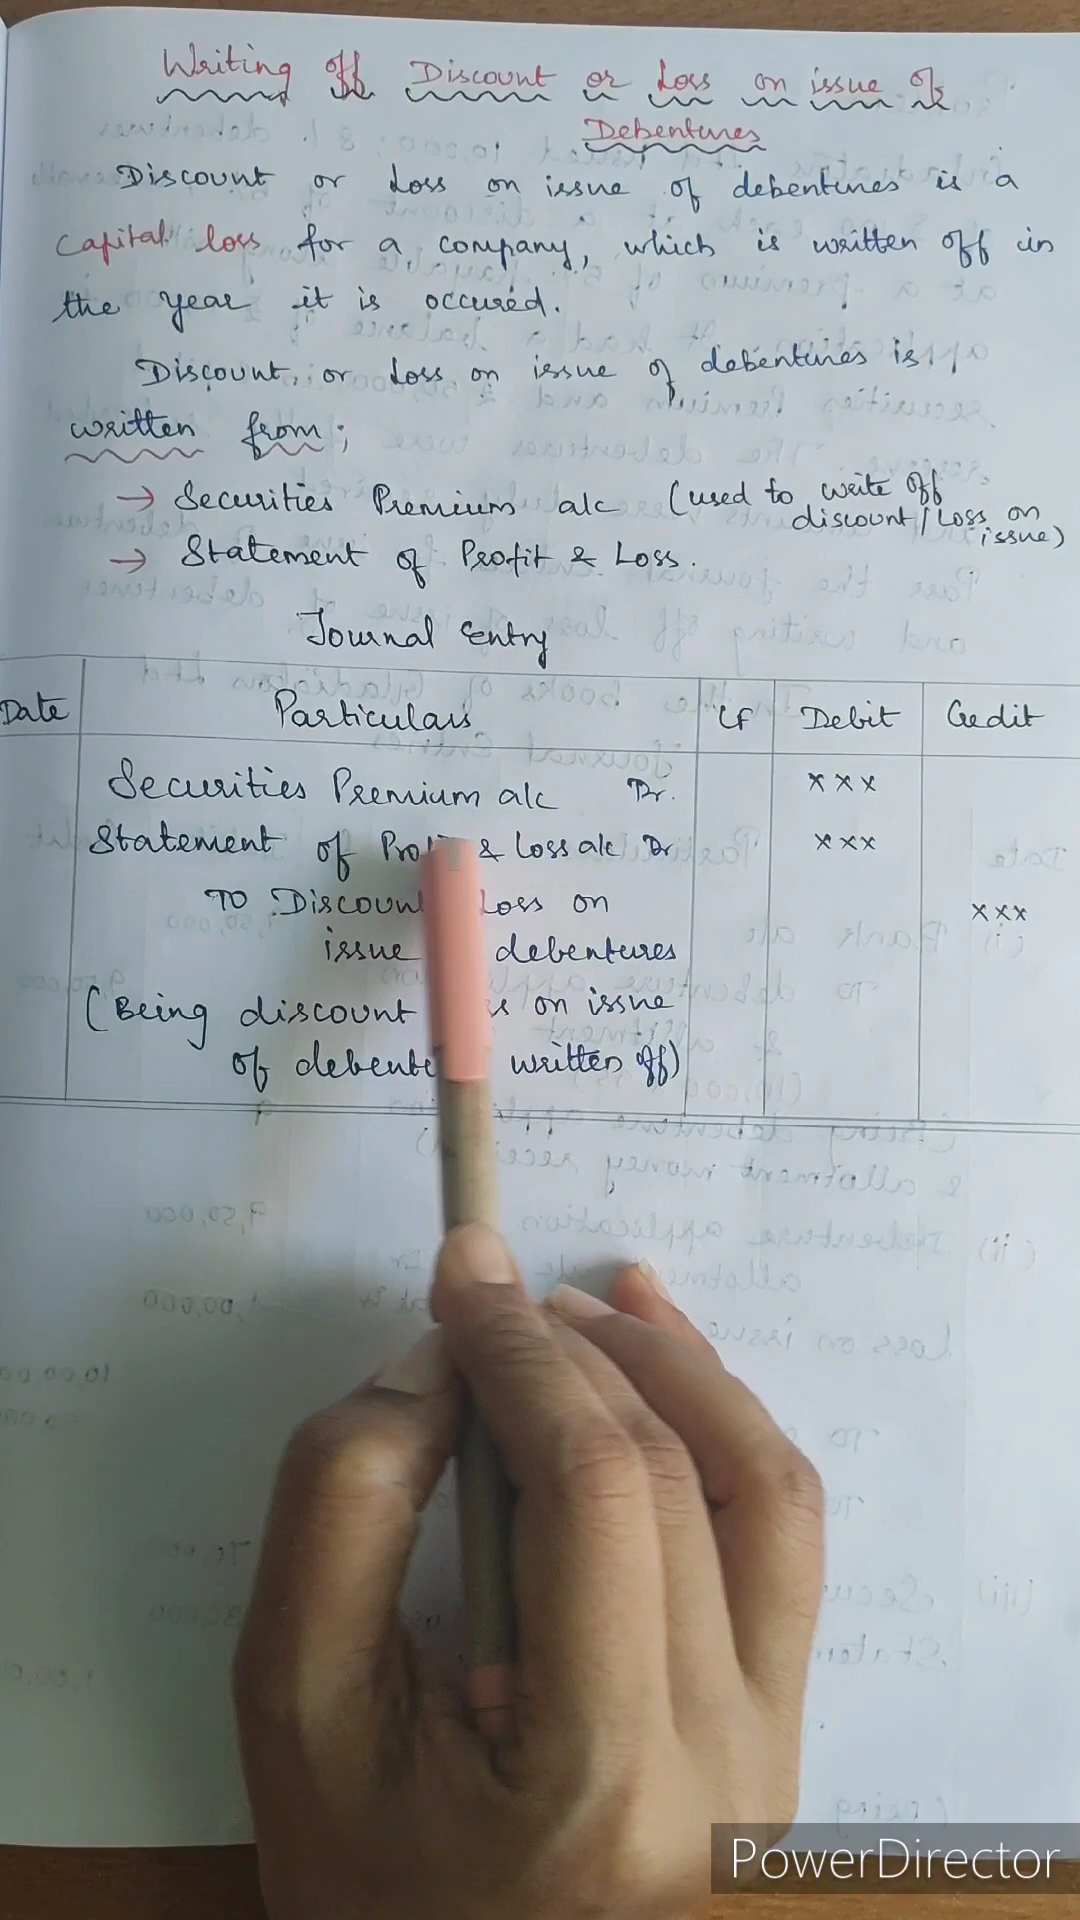 Writing off Discount or Loss on issue of
Debentures
Discount or Loss on issue of debentures is a
Capital loss for a company, which is written off in
the year it is occured.
Discount or Loss on issue of debentures is
written from;
→ Securities Premium a/c (used to write off
discount/Loss on
issue)
→ Statement of Profit & Loss.
Journal Entry
Date Particulars LF Debit Credit
Securities Premium a/c Dr. xxx
Statement of & Loss a/c Dr xxx
TO Discount Loss on xxx
issue debentures
(Being discount on issue
of written off)
PowerDirector